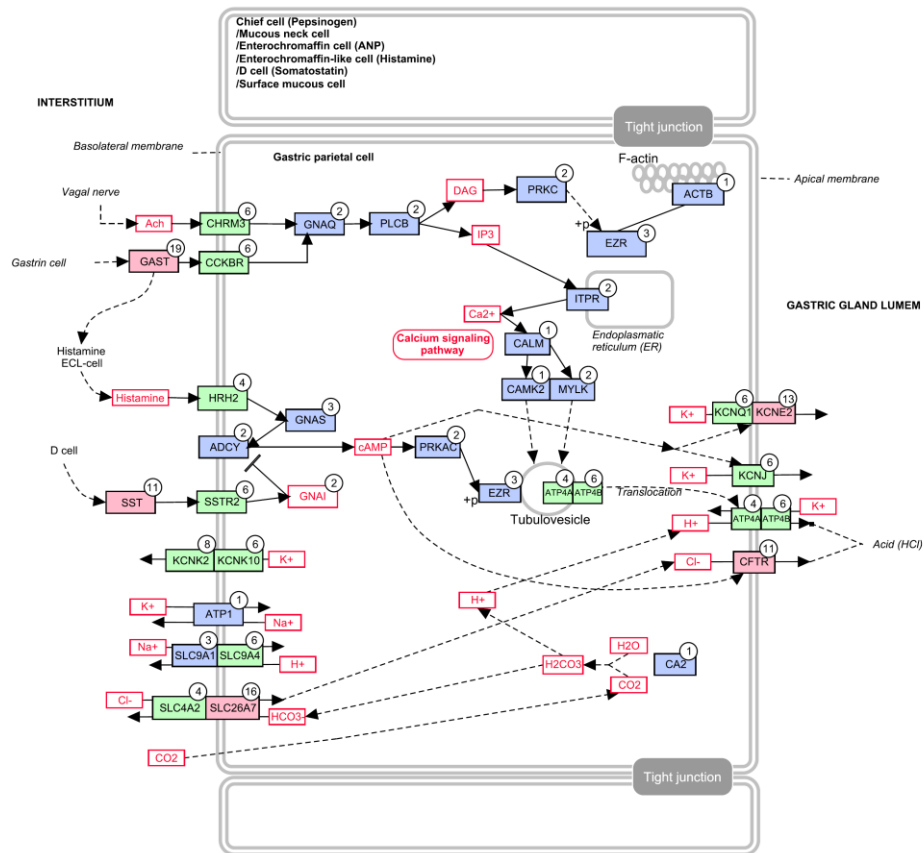 Chief cell (Pepsinogen)
/Mucous neck cell
/Enterochromaffin cell (ANP)
/Enterochromaffin-like cell (Histamine)
/D cell (Somatostatin)
/Surface mucous cell
INTERSTITIUM
Tight junction
Basolateral membrane
Gastric parietal cell
F-actin
Apical membrane
Vagal nerve
DAG
PRKC
2
ACTB
1
Ach
CHRM3
6
GNAQ
2
PLCB
2
IP3
+p
EZR
3
Gastrin cell
GAST
19
CCKBR
6
ITPR
2
GASTRIC GLAND LUMEM
Ca2+
Endoplasmatic
reticulum (ER)
Calcium signaling
pathway
CALM
1
Histamine
ECL-cell
CAMK2
1
MYLK
2
Histamine
HRH2
4
GNAS
3
K+
KCNQ1
6
KCNE2
13
ADCY
2
cAMP
PRKAC
2
D cell
K+
KCNJ
6
SST
11
SSTR2
6
GNAI
2
+p
EZR
3
ATP4A
4
ATP4B
6
Translocation
Tubulovesicle
H+
ATP4A
4
ATP4B
6
K+
Acid (HCl)
KCNK2
8
KCNK10
6
K+
Cl-
CFTR
11
K+
ATP1
1
Na+
H+
Na+
SLC9A1
3
SLC9A4
6
H+
H2O
H2CO3
CA2
1
CO2
Cl-
SLC4A2
4
SLC26A7
16
HCO3-
CO2
Tight junction